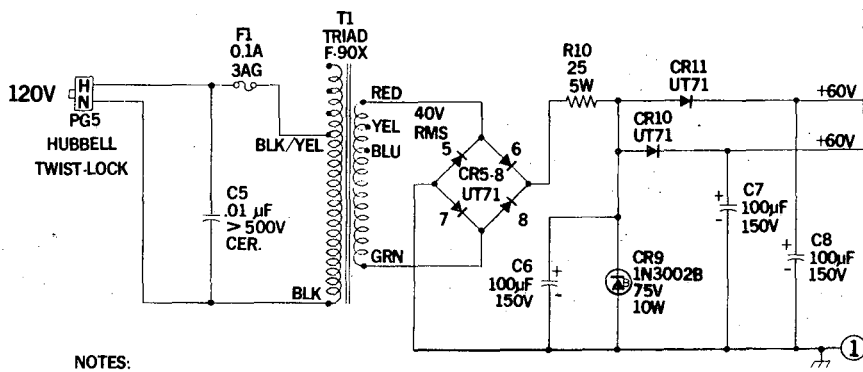 T1
TRIAD
F-90X
F1
0.1A
3AG
120V
H
N
PG5
HUBBELL
TWIST-LOCK
C5
.01 µF
> 500V
CER.
BLK/YEL
BLK
RED
YEL
BLU
GRN
40V
RMS
5
6
CR5-8
UT71
7
8
R10
25
5W
CR11
UT71
+60V
CR10
UT71
+60V
C6
100µF
150V
+
-
CR9
1N3002B
75V
10W
C7
100µF
150V
+
-
C8
100µF
150V
+
-
1
NOTES: